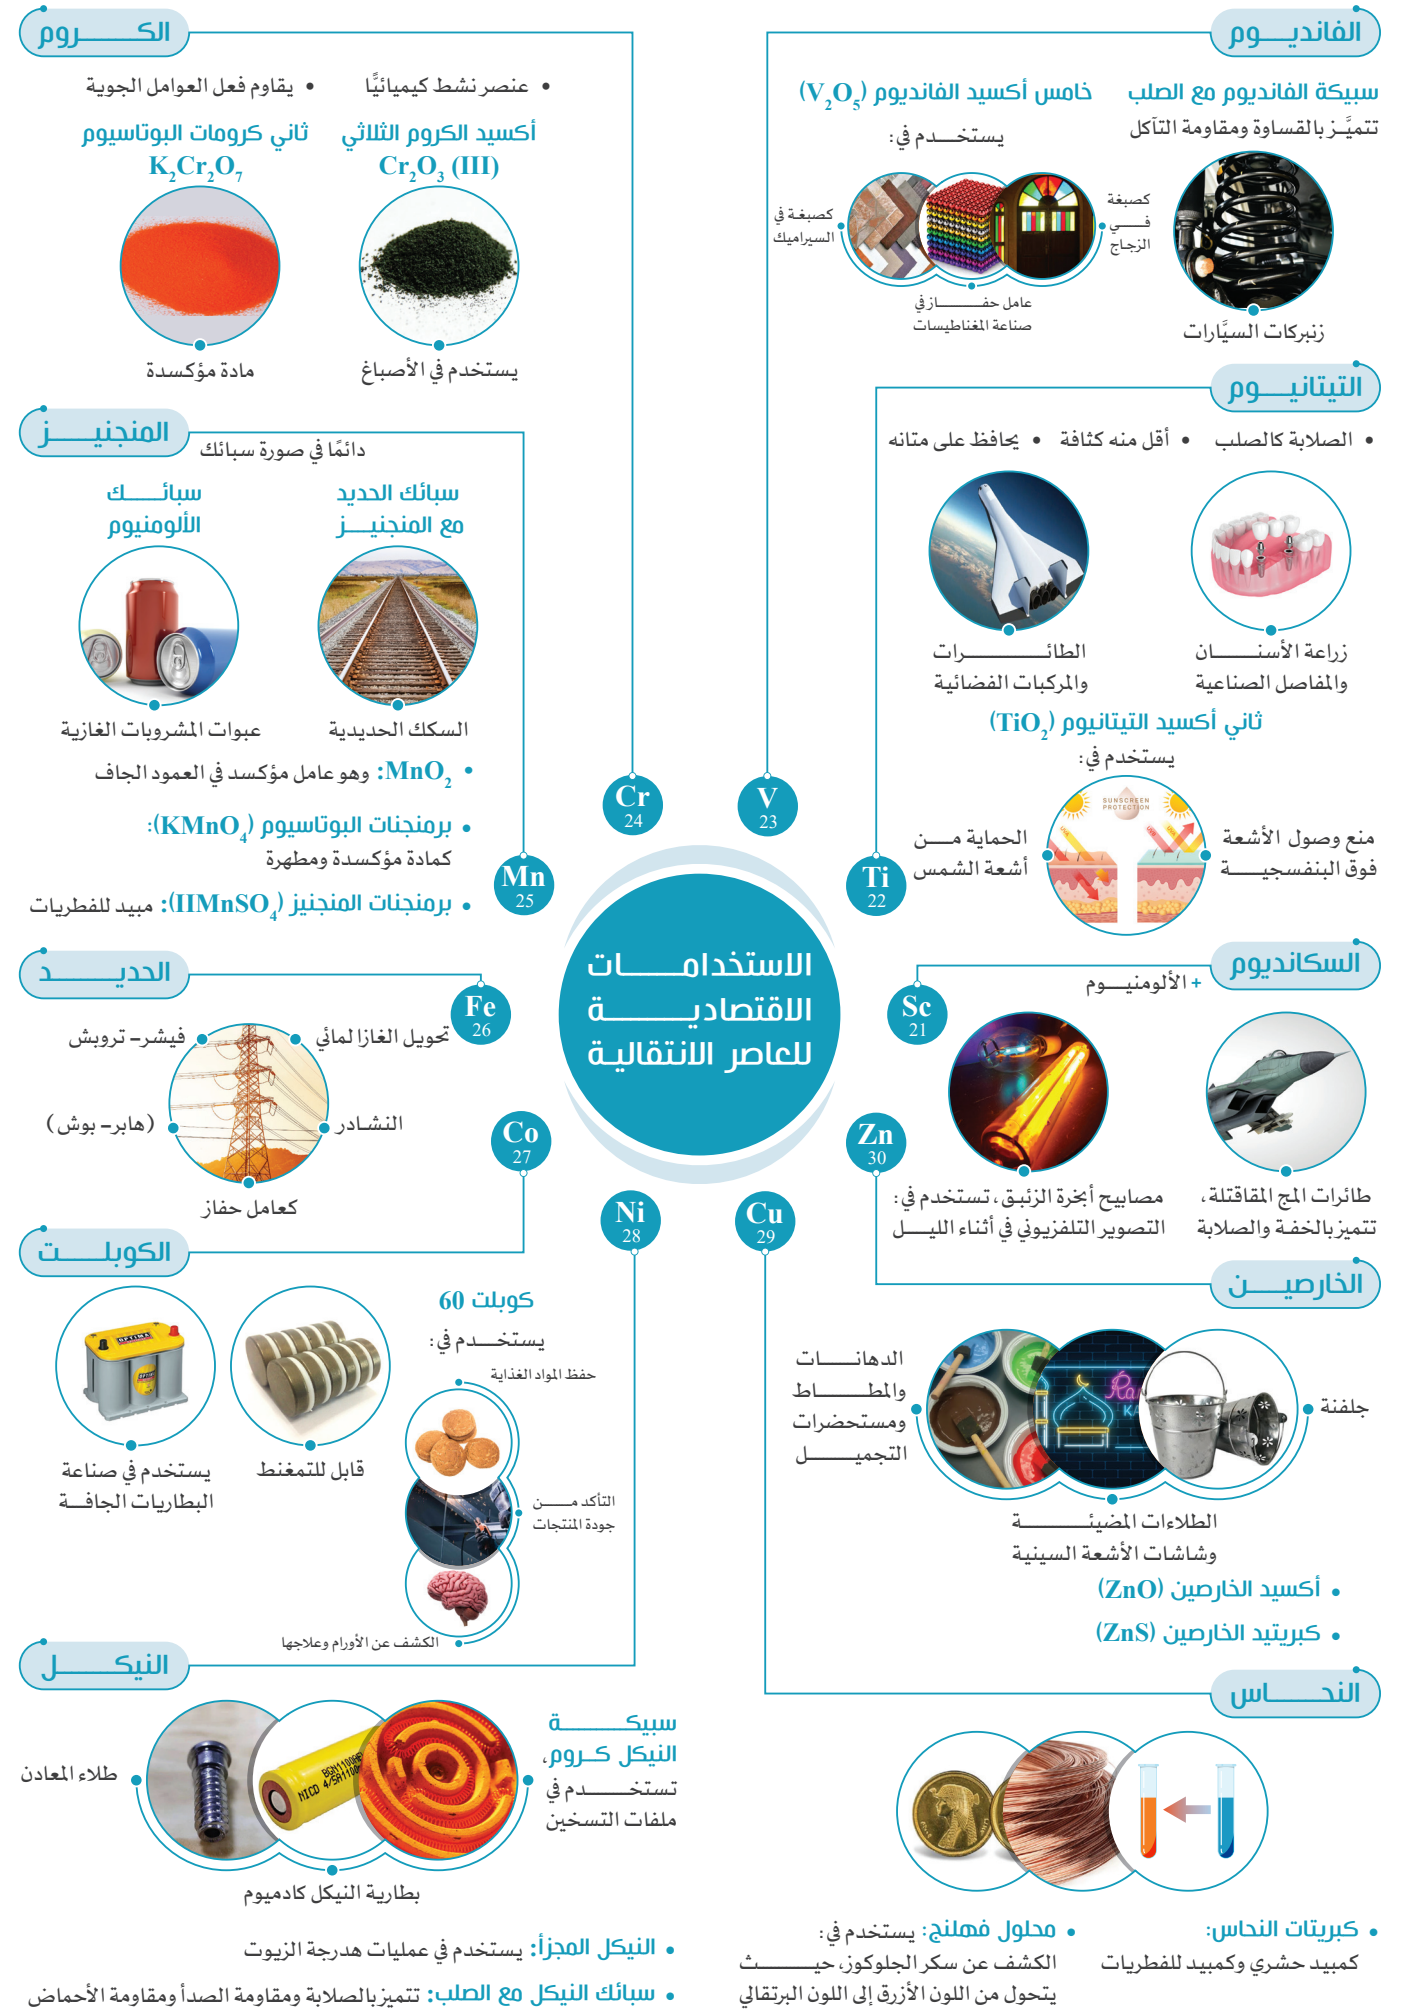 الاستخدامات
الاقتصادية
للعاصر الانتقالية
السكانديوم
Sc
21
+ الألومنيوم
طائرات المج المقاقتلة،
تتميز بالخفة والصلابة
مصابيح أبخرة الزئبق، تستخدم في:
التصوير التلفزيوني في أثناء الليل
التيتانيوم
Ti
22
• الصلابة كالصلب • أقل منه كثافة • يحافظ على متانه
زراعة الأسنان
والمفاصل الصناعية
الطائرات
والمركبات الفضائية
ثاني أكسيد التيتانيوم (TiO₂)
يستخدم في:
منع وصول الأشعة
فوق البنفسجية
SUNSCREEN
PROTECTION
الحماية من
أشعة الشمس
الفانديوم
V
23
سبيكة الفانديوم مع الصلب
تتميَّز بالقساوة ومقاومة التآكل
زنبركات السيَّارات
خامس أكسيد الفانديوم (V₂O₅)
يستخدم في:
كصبغة
في
الزجاج
عامل حفاز في
صناعة المغناطيسات
كصبغة في
السيراميك
الكروم
Cr
24
• عنصر نشط كيميائيًّا
• يقاوم فعل العوامل الجوية
أكسيد الكروم الثلاثي
Cr₂O₃ (III)
يستخدم في الأصباغ
ثاني كرومات البوتاسيوم
K₂Cr₂O₇
مادة مؤكسدة
المنجنيز
Mn
25
دائمًا في صورة سبائك
سبائك الحديد
مع المنجنيز
السكك الحديدية
سبائك
الألومنيوم
عبوات المشروبات الغازية
• MnO₂: وهو عامل مؤكسد في العمود الجاف
• برمنجنات البوتاسيوم (KMnO₄):
كمادة مؤكسدة ومطهرة
• برمنجنات المنجنيز (IIMnSO₄): مبيد للفطريات
الحديد
Fe
26
تحويل الغازا لمائي
فيشر- تروبش
النشادر
(هابر- بوش)
كعامل حفاز
الكوبلت
Co
27
كوبلت 60
يستخدم في:
حفظ المواد الغذاية
التأكد من
جودة المنتجات
الكشف عن الأورام وعلاجها
قابل للتمغنط
OPTIMA
يستخدم في صناعة
البطاريات الجافة
النيكل
Ni
28
سبيكة
النيكل كروم،
تستخدم في
ملفات التسخين
NICD
بطارية النيكل كادميوم
طلاء المعادن
• النيكل المجزأ: يستخدم في عمليات هدرجة الزيوت
• سبائك النيكل مع الصلب: تتميز بالصلابة ومقاومة الصدأ ومقاومة الأحماض
النحاس
Cu
29
• كبريتات النحاس:
كمبيد حشري وكمبيد للفطريات
• محلول فهلنج: يستخدم في:
الكشف عن سكر الجلوكوز، حيث
يتحول من اللون الأزرق إلى اللون البرتقالي
الخارصين
Zn
30
جلفنة
الطلاءات المضيئة
وشاشات الأشعة السينية
الدهانات
والمطاط
ومستحضرات
التجميل
• أكسيد الخارصين (ZnO)
• كبريتيد الخارصين (ZnS)